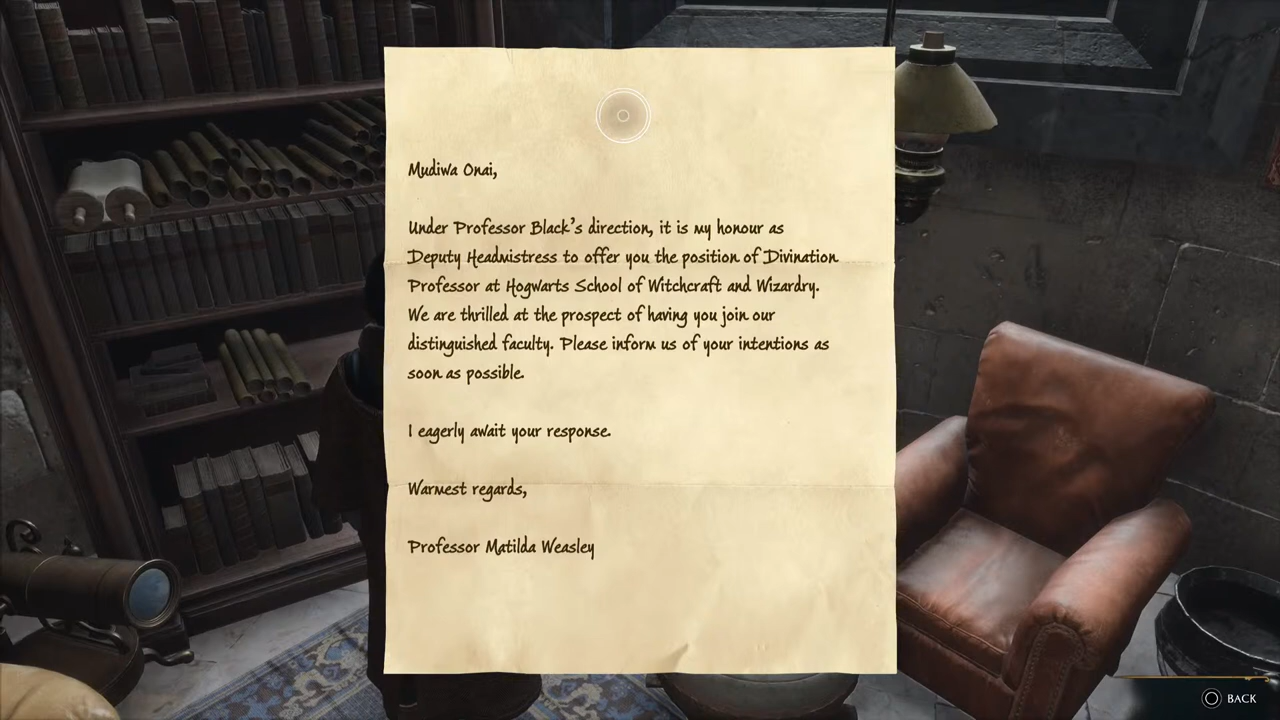 Mudiwa Onai,
Under Professor Black's direction, it is my honour as
Deputy Headmistress to offer you the position of Divination
Professor at Hogwarts School of Witchcraft and Wizardry.
We are thrilled at the prospect of having you join our
distinguished faculty. Please inform us of your intentions as
soon as possible.
I eagerly await your response.
Warmest regards,
Professor Matilda Weasley
BACK